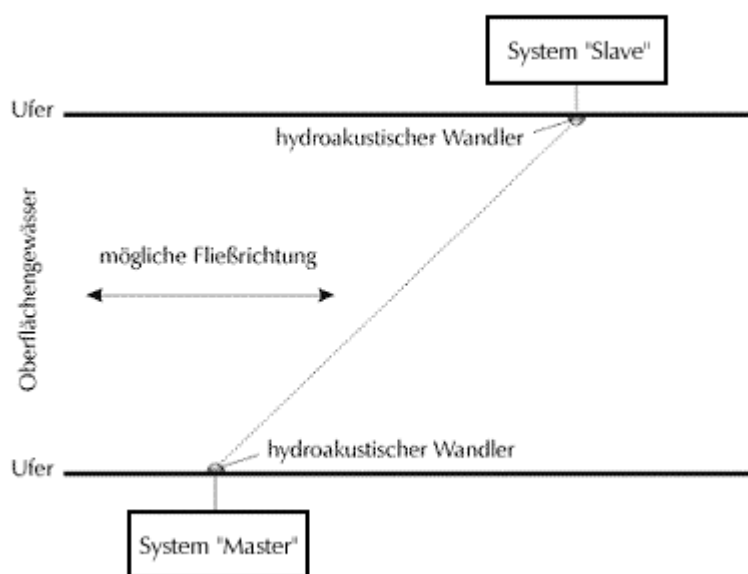 System "Slave"
Ufer
hydroakustischer Wandler
Oberflächengewässer
mögliche Fließrichtung
hydroakustischer Wandler
Ufer
System "Master"